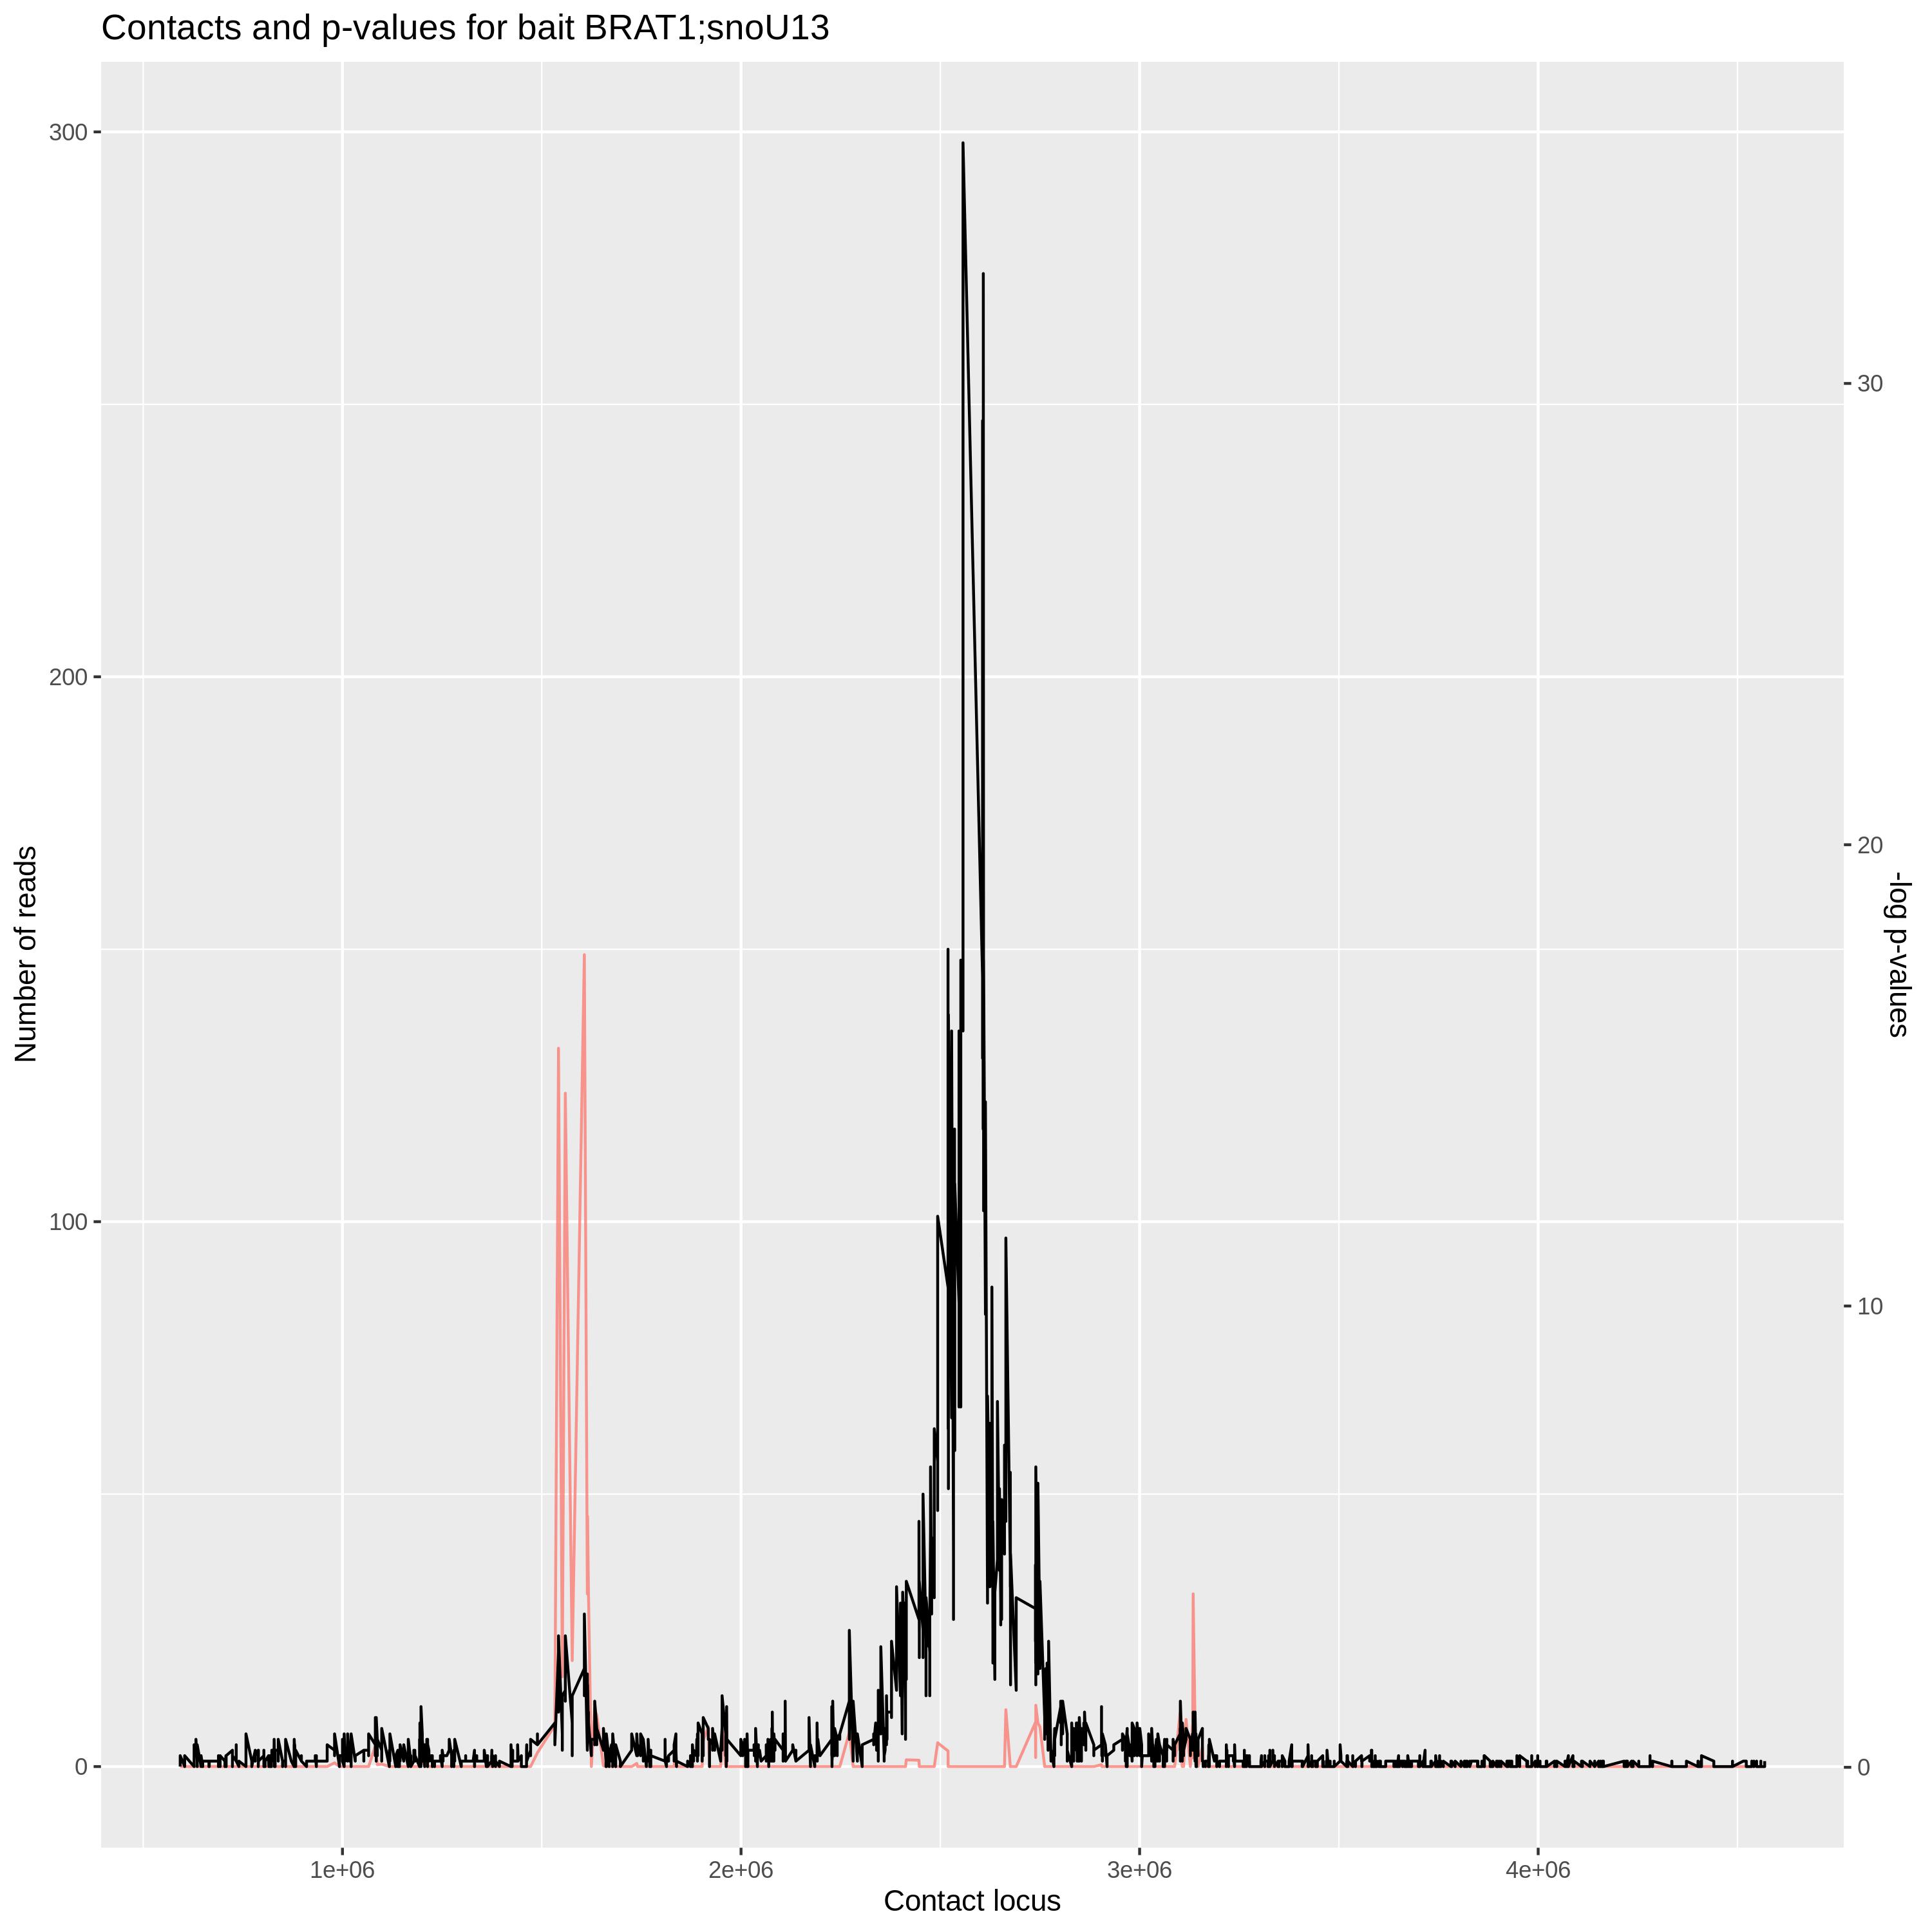 Contacts and p-values for bait BRAT1;snoU13
300
200
100
0
Number of reads
30
20
10
0
-log p-values
1e+06
2e+06
3e+06
4e+06
Contact locus